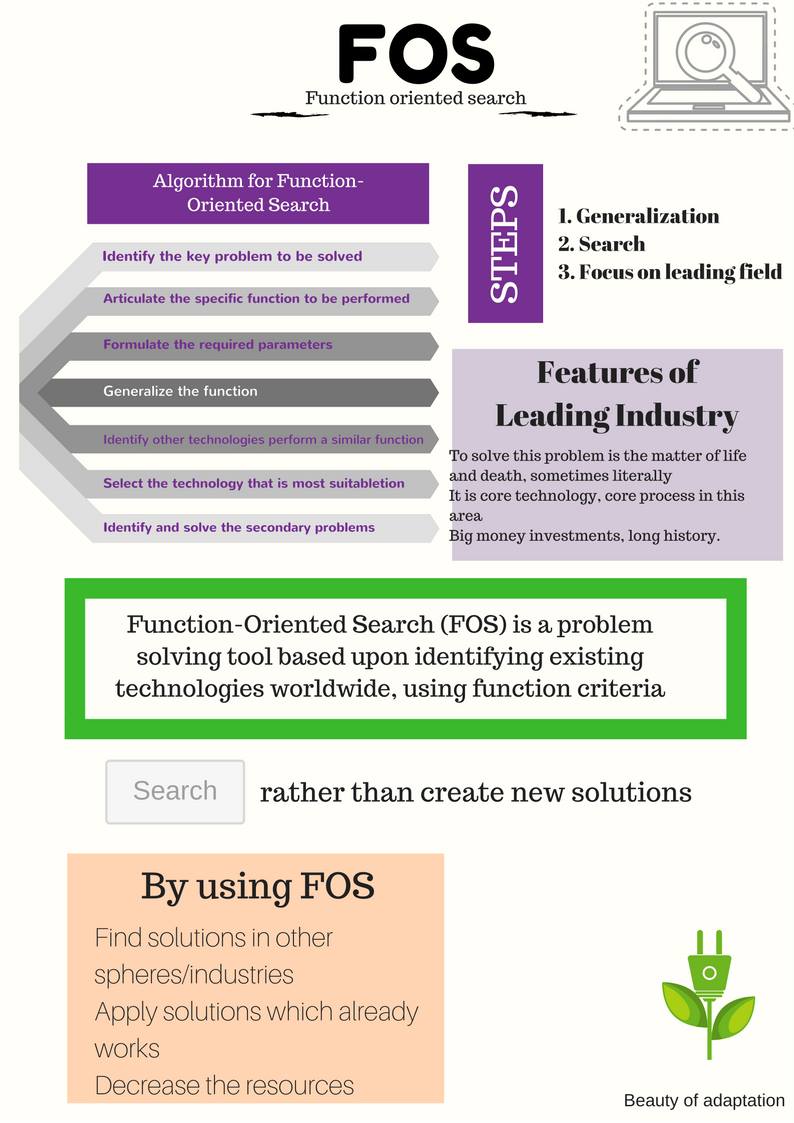 FOS
Function oriented search
Algorithm for Function-
Oriented Search
Identify the key problem to be solved
Articulate the specific function to be performed
Formulate the required parameters
Generalize the function
Identify other technologies perform a similar function
Select the technology that is most suitabletion
Identify and solve the secondary problems
STEPS
1. Generalization
2. Search
3. Focus on leading field
Features of
Leading Industry
To solve this problem is the matter of life
and death, sometimes literally
It is core technology, core process in this
area
Big money investments, long history.
Function-Oriented Search (FOS) is a problem
solving tool based upon identifying existing
technologies worldwide, using function criteria
Search rather than create new solutions
By using FOS
Find solutions in other
spheres/industries
Apply solutions which already
works
Decrease the resources
Beauty of adaptation